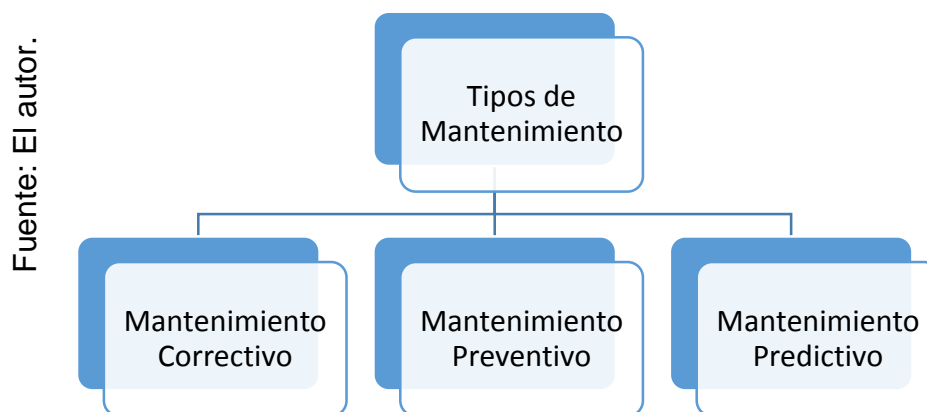 Fuente: El autor.
Tipos de
Mantenimiento
Mantenimiento
Correctivo
Mantenimiento
Preventivo
Mantenimiento
Predictivo